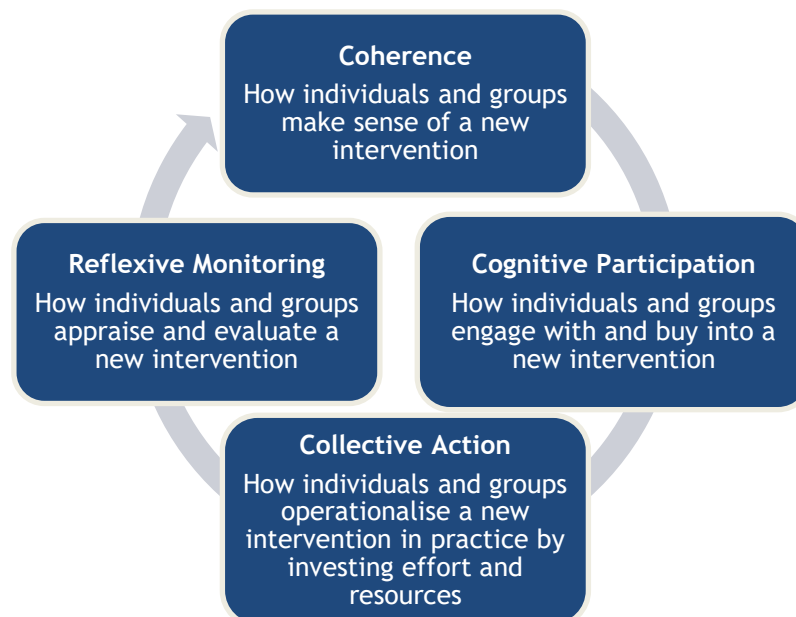 Coherence
How individuals and groups
make sense of a new
intervention
Cognitive Participation
How individuals and groups
engage with and buy into a
new intervention
Collective Action
How individuals and groups
operationalise a new
intervention in practice by
investing effort and
resources
Reflexive Monitoring
How individuals and groups
appraise and evaluate a
new intervention